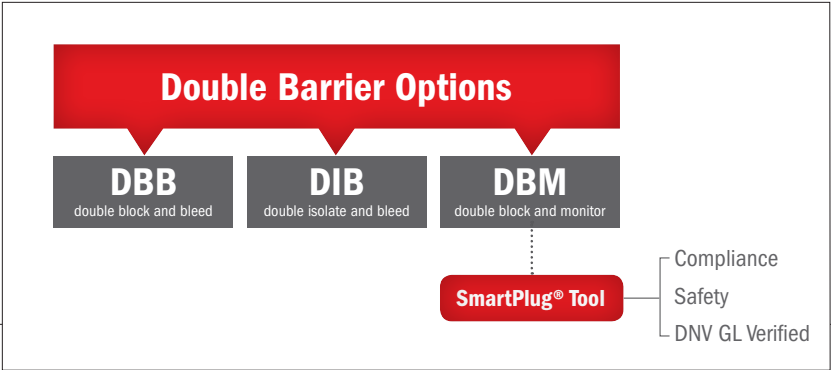 Double Barrier Options
DBB
double block and bleed
DIB
double isolate and bleed
DBM
double block and monitor
SmartPlug® Tool
Compliance
Safety
DNV GL Verified